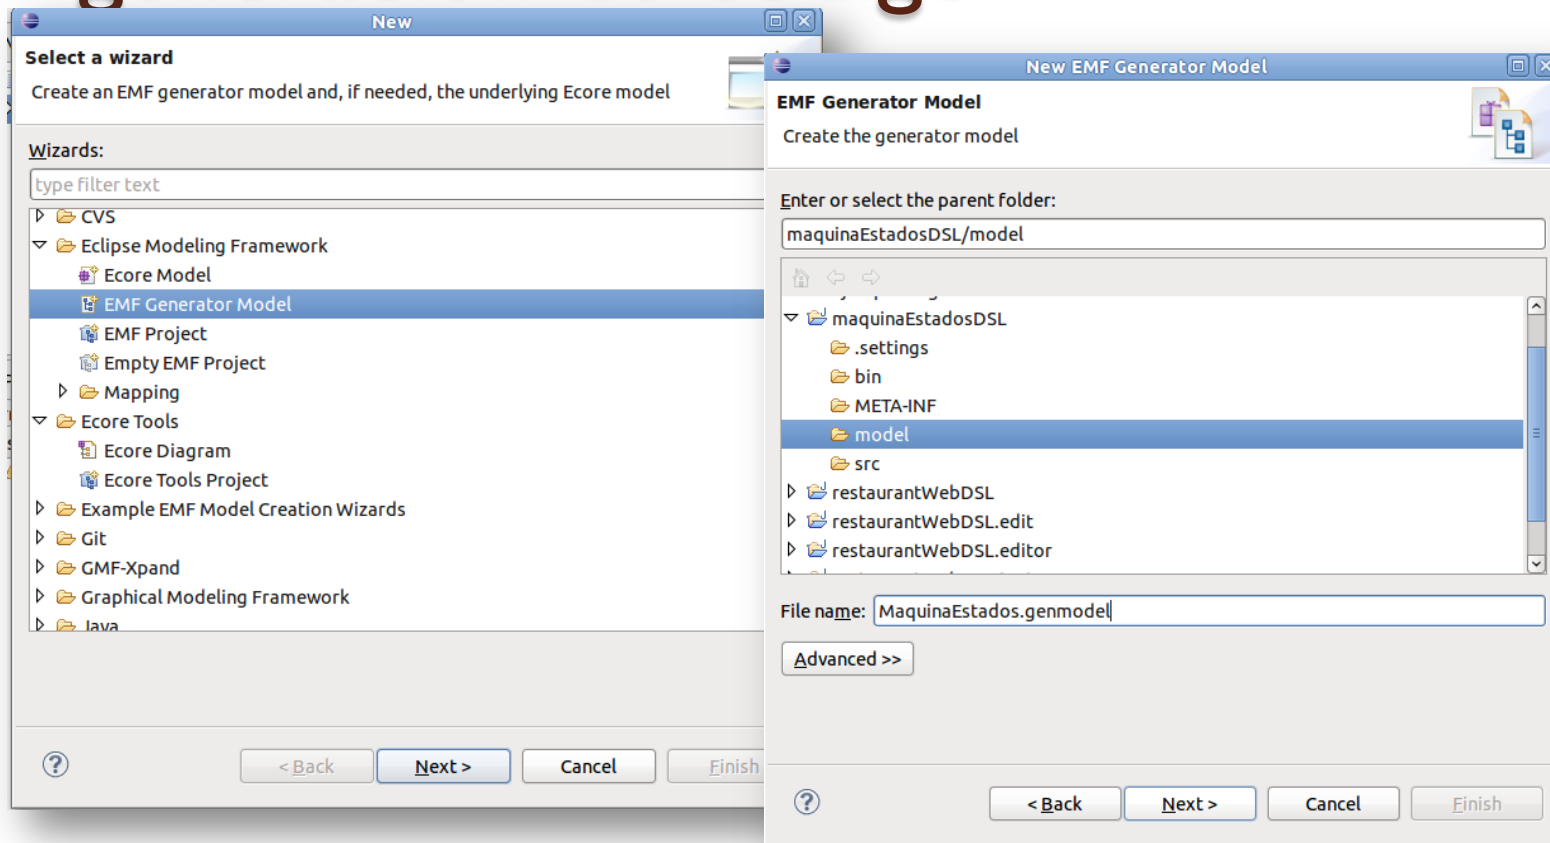 New
Select a wizard
Create an EMF generator model and, if needed, the underlying Ecore model
Wizards:
type filter text
CVS
Eclipse Modeling Framework
Ecore Model
EMF Generator Model
EMF Project
Empty EMF Project
Mapping
Ecore Tools
Ecore Diagram
Ecore Tools Project
Example EMF Model Creation Wizards
Git
GMF-Xpand
Graphical Modeling Framework
Java
< Back
Next >
Cancel
Finish
New EMF Generator Model
EMF Generator Model
Create the generator model
Enter or select the parent folder:
maquinaEstadosDSL/model
maquinaEstadosDSL
.settings
bin
META-INF
model
src
restaurantWebDSL
restaurantWebDSL.edit
restaurantWebDSL.editor
File name: MaquinaEstados.genmodel
Advanced >>
< Back
Next >
Cancel
Finish